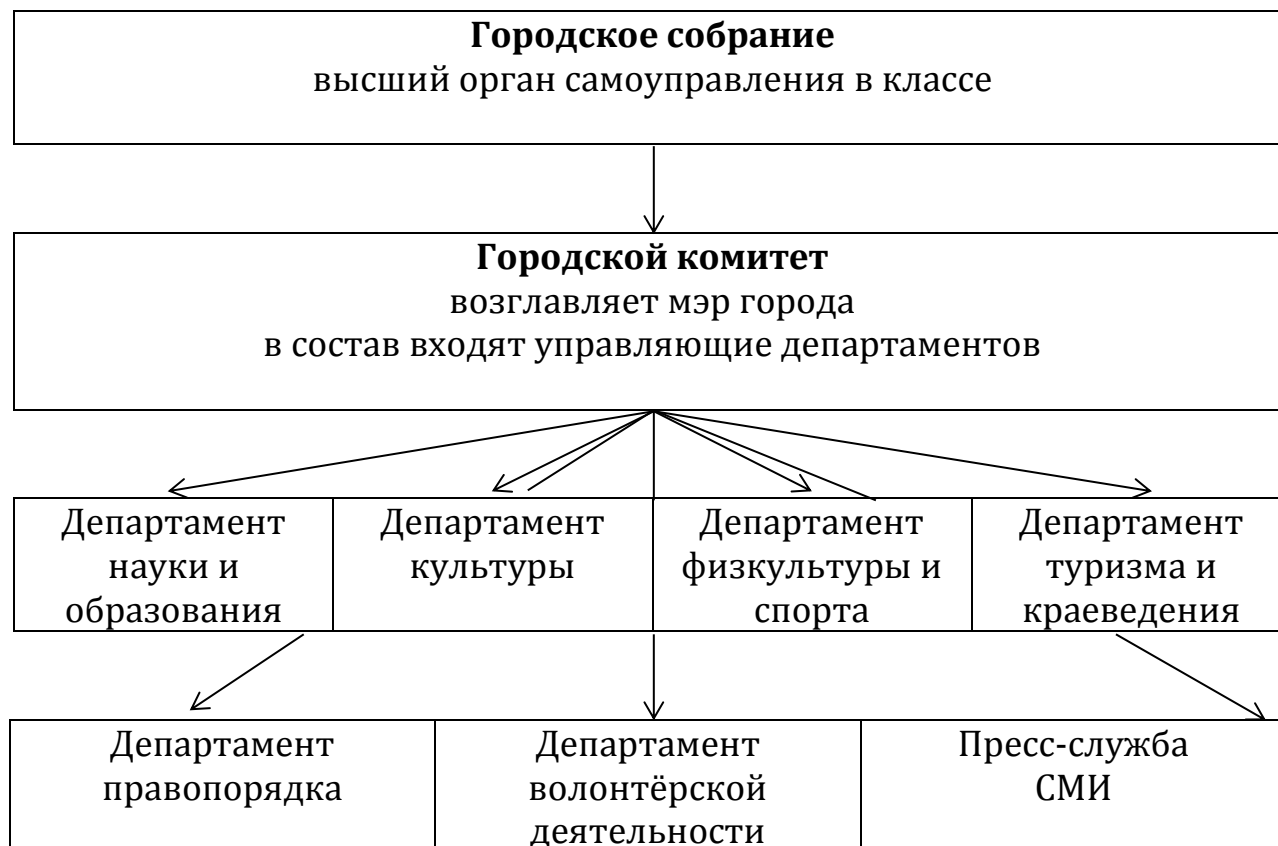 Городское собрание
высший орган самоуправления в классе
Городской комитет
возглавляет мэр города
в состав входят управляющие департаментов
Департамент
науки и
образования
Департамент
культуры
Департамент
физкультуры и
спорта
Департамент
туризма и
краеведения
Департамент
правопорядка
Департамент
волонтёрской
деятельности
Пресс-служба
СМИ